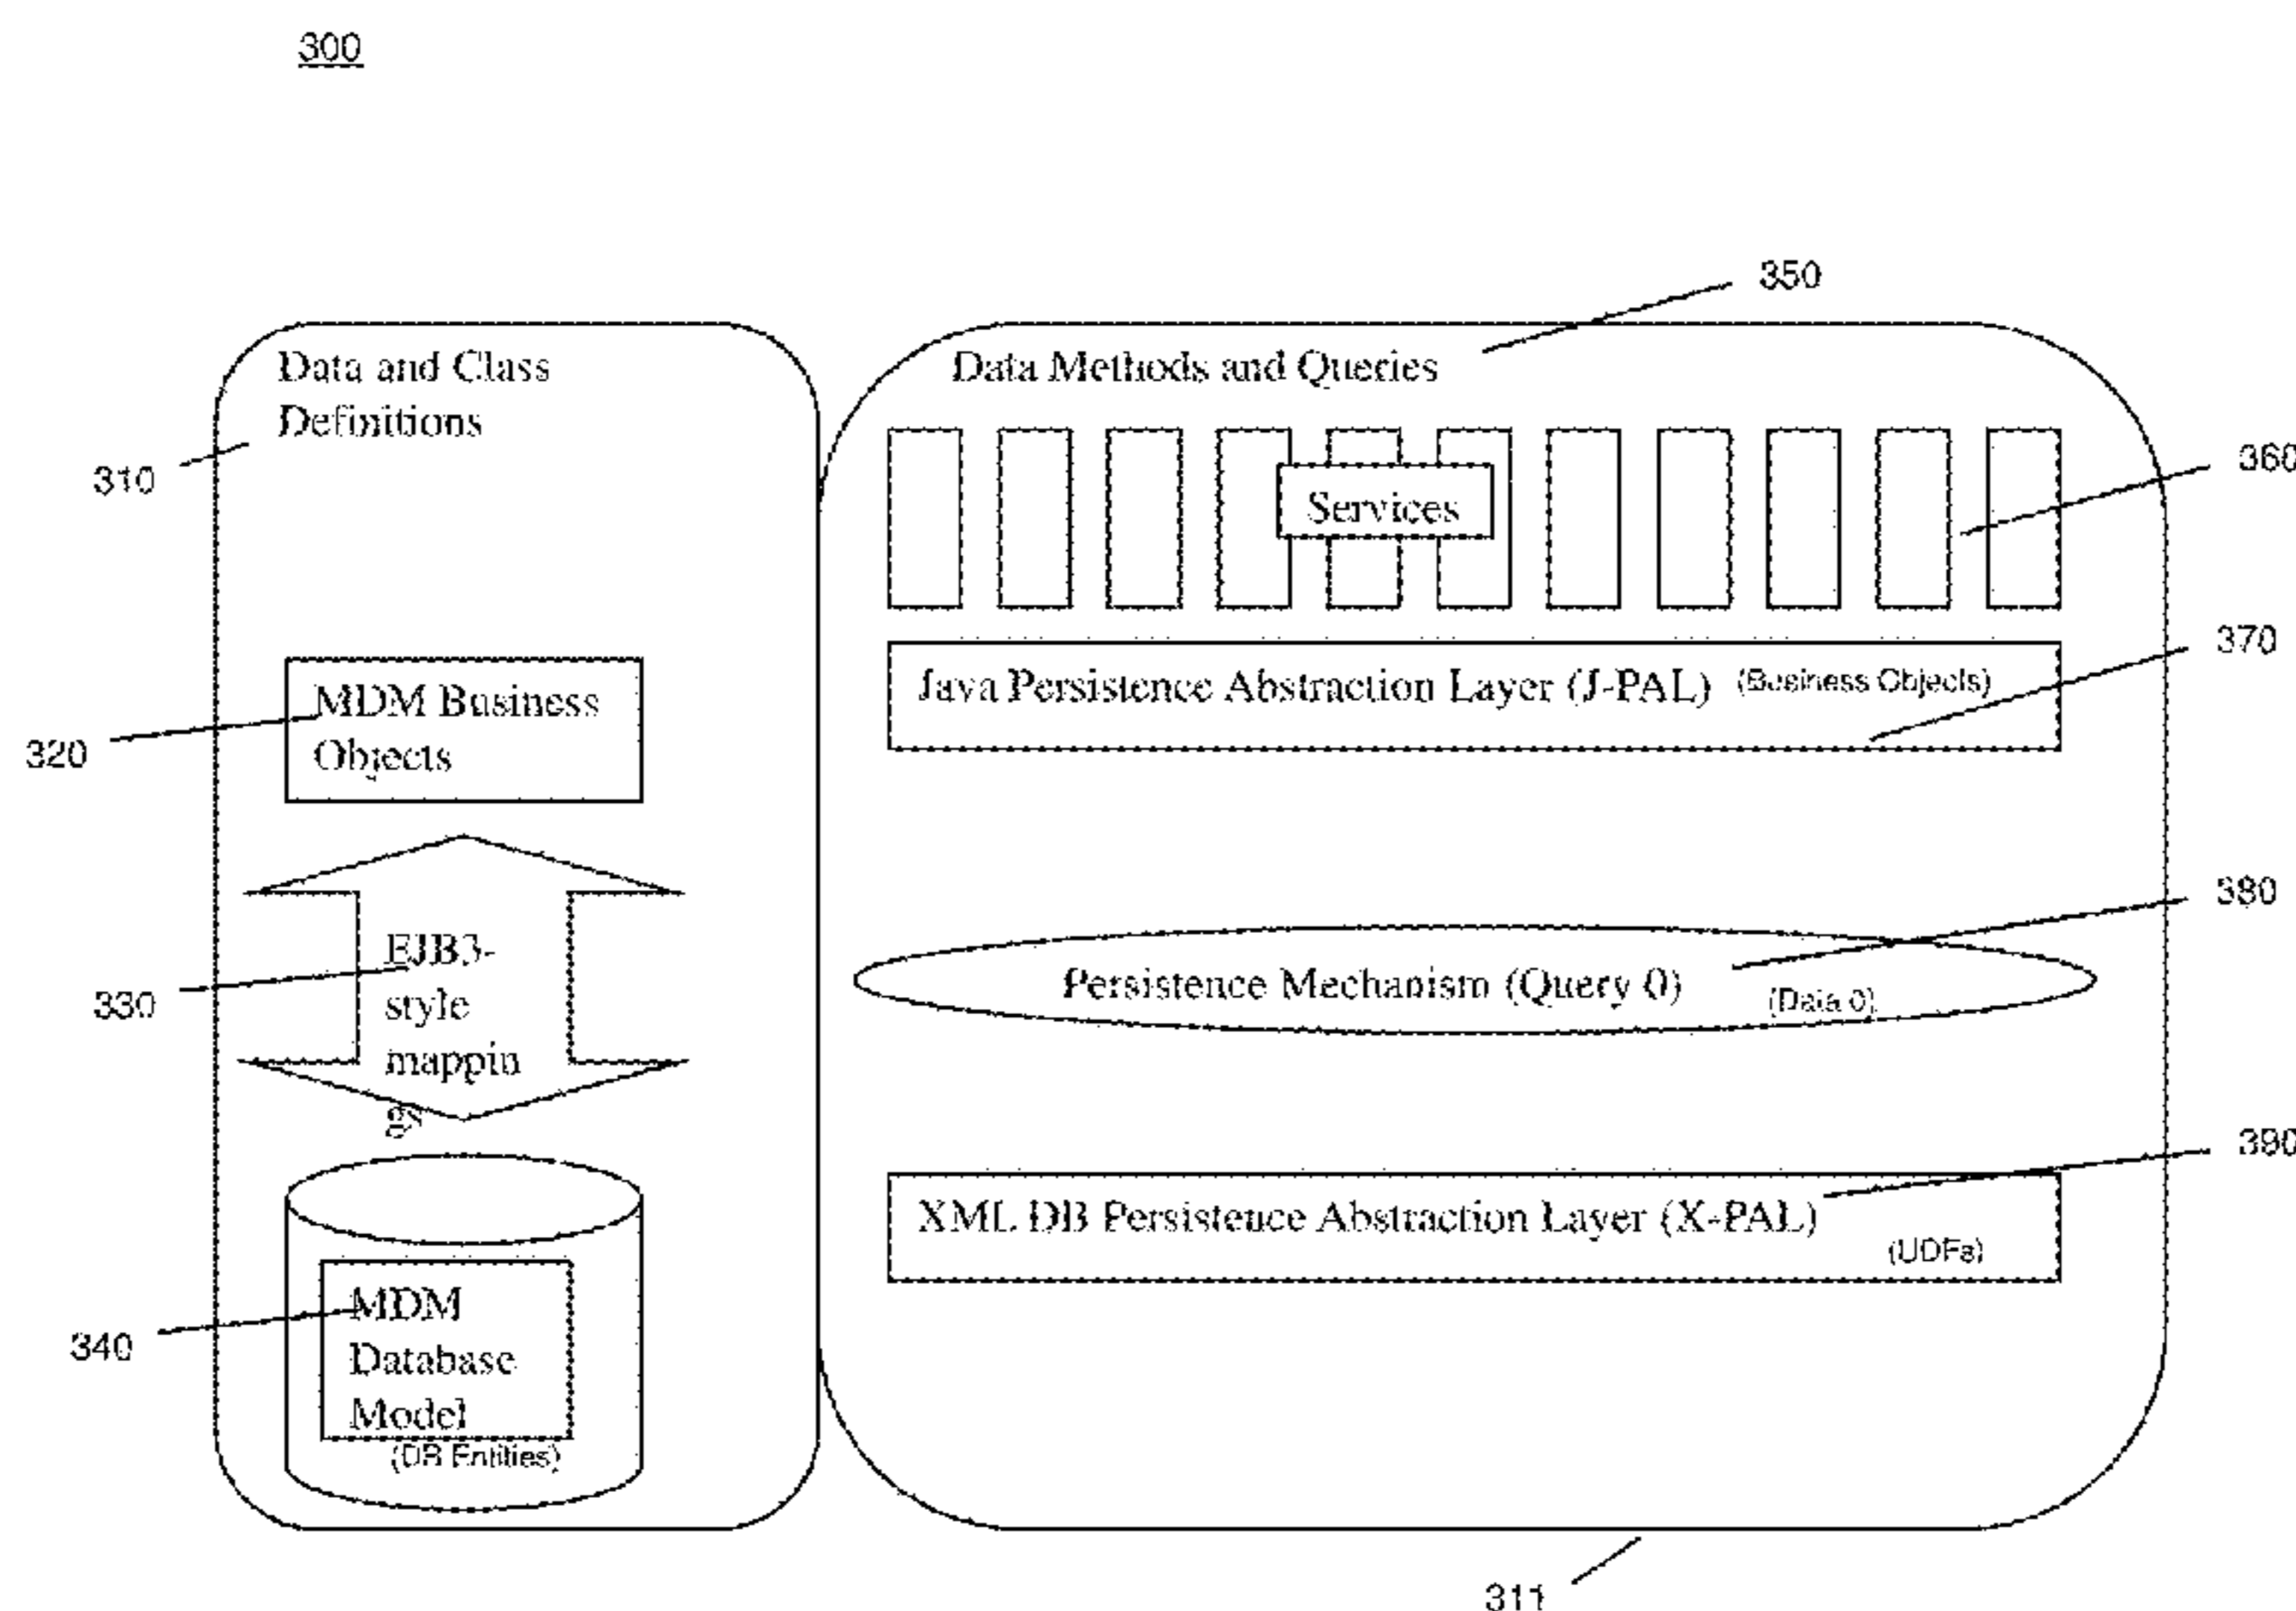 300
350
Data and Class
Definitions
310
Data Methods and Queries
Services
360
MDM Business
Objects
320
Java Persistence Abstraction Layer (J-PAL) (Business Objects)
370
EJB3-
style
mappin
gs
330
Persistence Mechanism (Query 0)
(Data 0)
380
XML DB Persistence Abstraction Layer (X-PAL)
(UDFs)
390
MDM
Database
Model
(DB Entities)
340
311